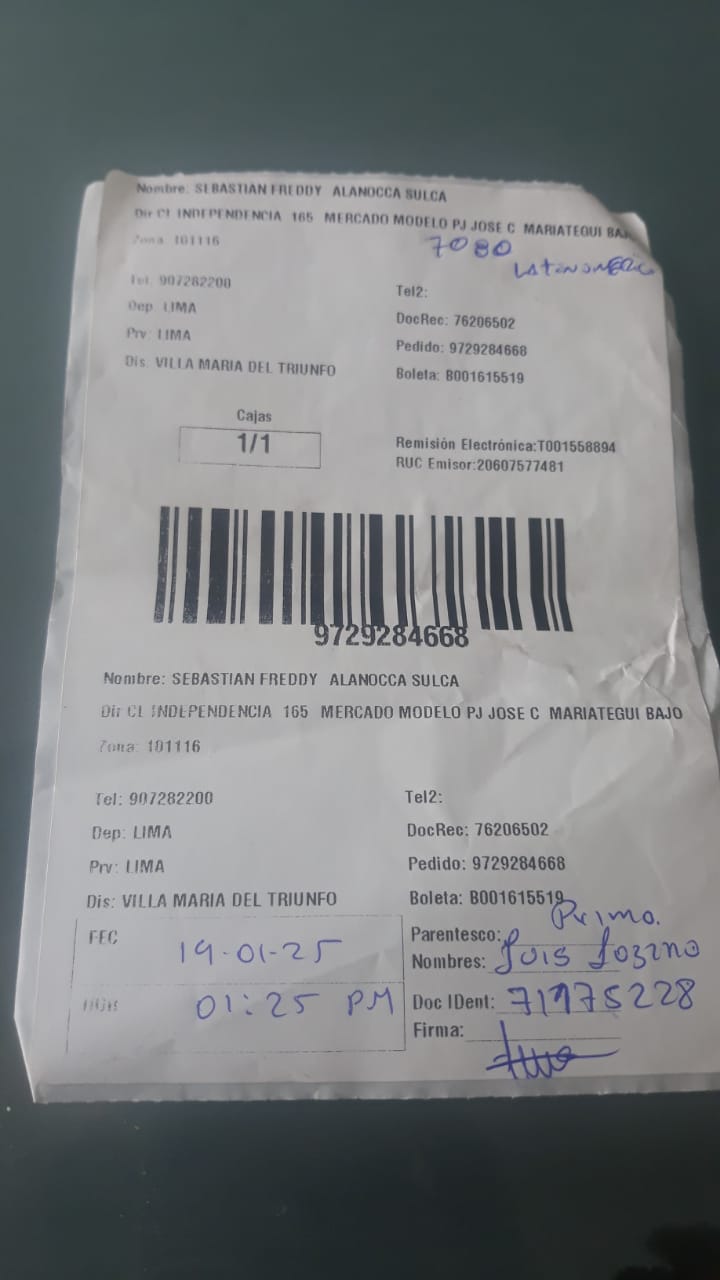 Nombre: SEBASTIAN FREDDY ALANOCCA SULCA
Dir CL INDEPENDENCIA 165 MERCADO MODELO PJ JOSE C MARIATEGUI BAJ
Zona: 101116
7080
Tel: 907282200
Tel2:
Dep: LIMA
DocRec: 76206502
Prv: LIMA
Pedido: 9729284668
Dis: VILLA MARIA DEL TRIUNFO
Boleta: B001615519
Cajas
1/1
Remisión Electrónica:T001558894
RUC Emisor:20607577481
9729284668
Nombre: SEBASTIAN FREDDY ALANOCCA SULCA
Dir CL INDEPENDENCIA 165 MERCADO MODELO PJ JOSE C MARIATEGUI BAJO
Zona: 101116
Tel: 907282200
Tel2:
Dep: LIMA
DocRec: 76206502
Prv: LIMA
Pedido: 9729284668
Dis: VILLA MARIA DEL TRIUNFO
Boleta: B001615519
FEC 19-01-25
Parentesco: Primo.
Nombres: Luis Lozano
01:25 PM
Doc IDent: 71975228
Firma: